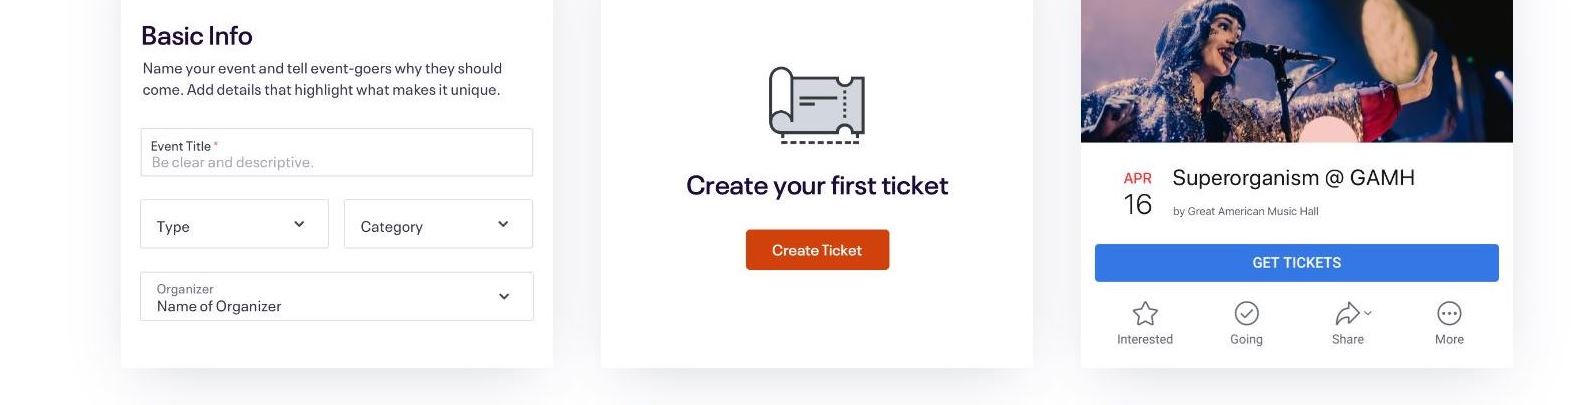 Basic Info
Name your event and tell event-goers why they should
come. Add details that highlight what makes it unique.
Event Title *
Be clear and descriptive.
Type
Category
Organizer
Name of Organizer
Create your first ticket
Create Ticket
APR
16
Superorganism @ GAMH
by Great American Music Hall
GET TICKETS
Interested
Going
Share
More